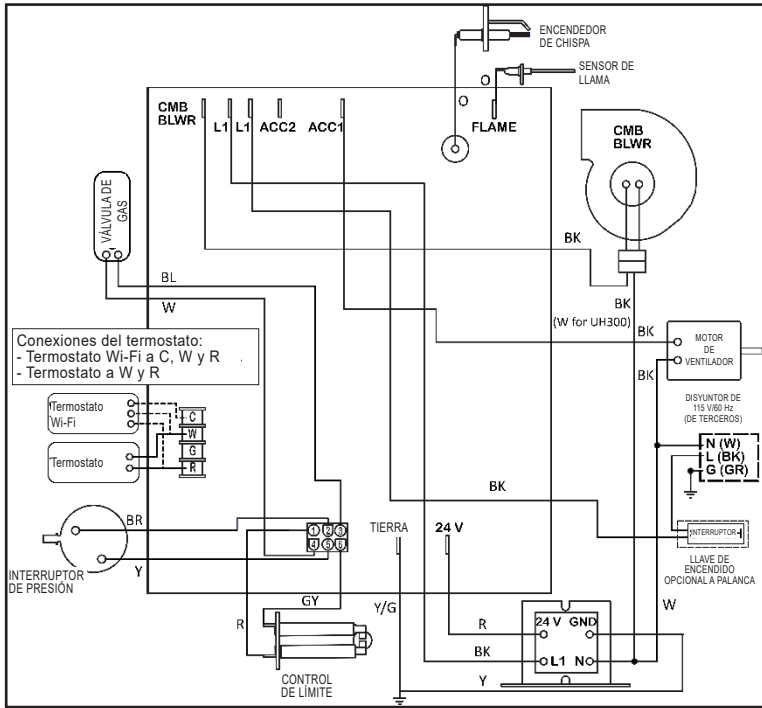 ENCENDEDOR
DE CHISPA
SENSOR DE
LLAMA
O
O
CMB
BLWR
L1
L1
ACC2
ACC1
FLAME
CMB
BLWR
VÁLVULA DE
GAS
BK
BL
W
BK
(W for UH300)
BK
MOTOR
DE
VENTILADOR
Conexiones del termostato:
- Termostato Wi-Fi a C, W y R
- Termostato a W y R
BK
DISYUNTOR DE
115 V/60 Hz
(DE TERCEROS)
Termostato
Wi-Fi
C
W
G
R
Termostato
N (W)
L (BK)
G (GR)
BK
BR
1 2 3
4 5 6
TIERRA
24 V
INTERRUPTOR
LLAVE DE
ENCENDIDO
OPCIONAL A PALANCA
Y
INTERRUPTOR
DE PRESIÓN
GY
Y/G
W
R
R
24 V GND
BK
L1 N
Y
CONTROL
DE LÍMITE